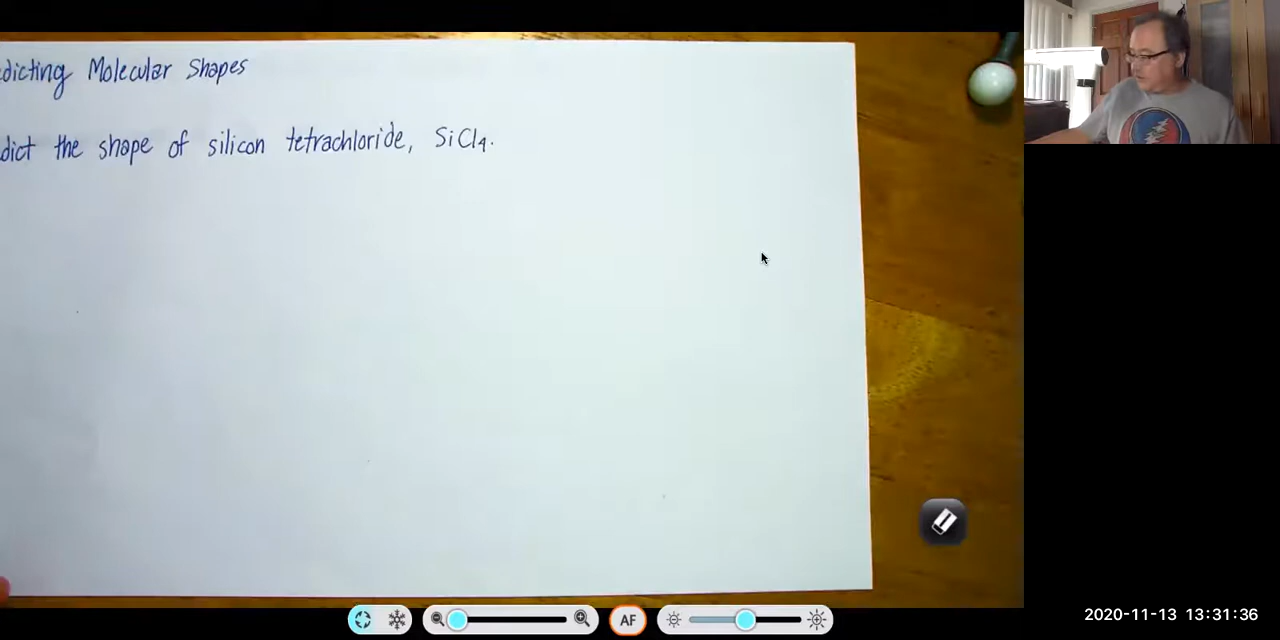 dicting Molecular Shapes
dict the shape of silicon tetrachloride, SiCl4.
AF
2020-11-13 13:31:36